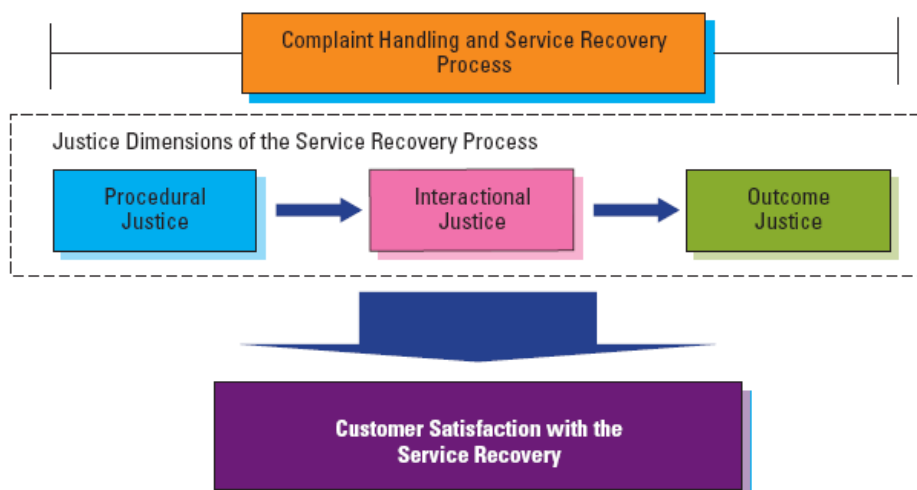 Complaint Handling and Service Recovery
Process
Justice Dimensions of the Service Recovery Process
Procedural
Justice
Interactional
Justice
Outcome
Justice
Customer Satisfaction with the
Service Recovery